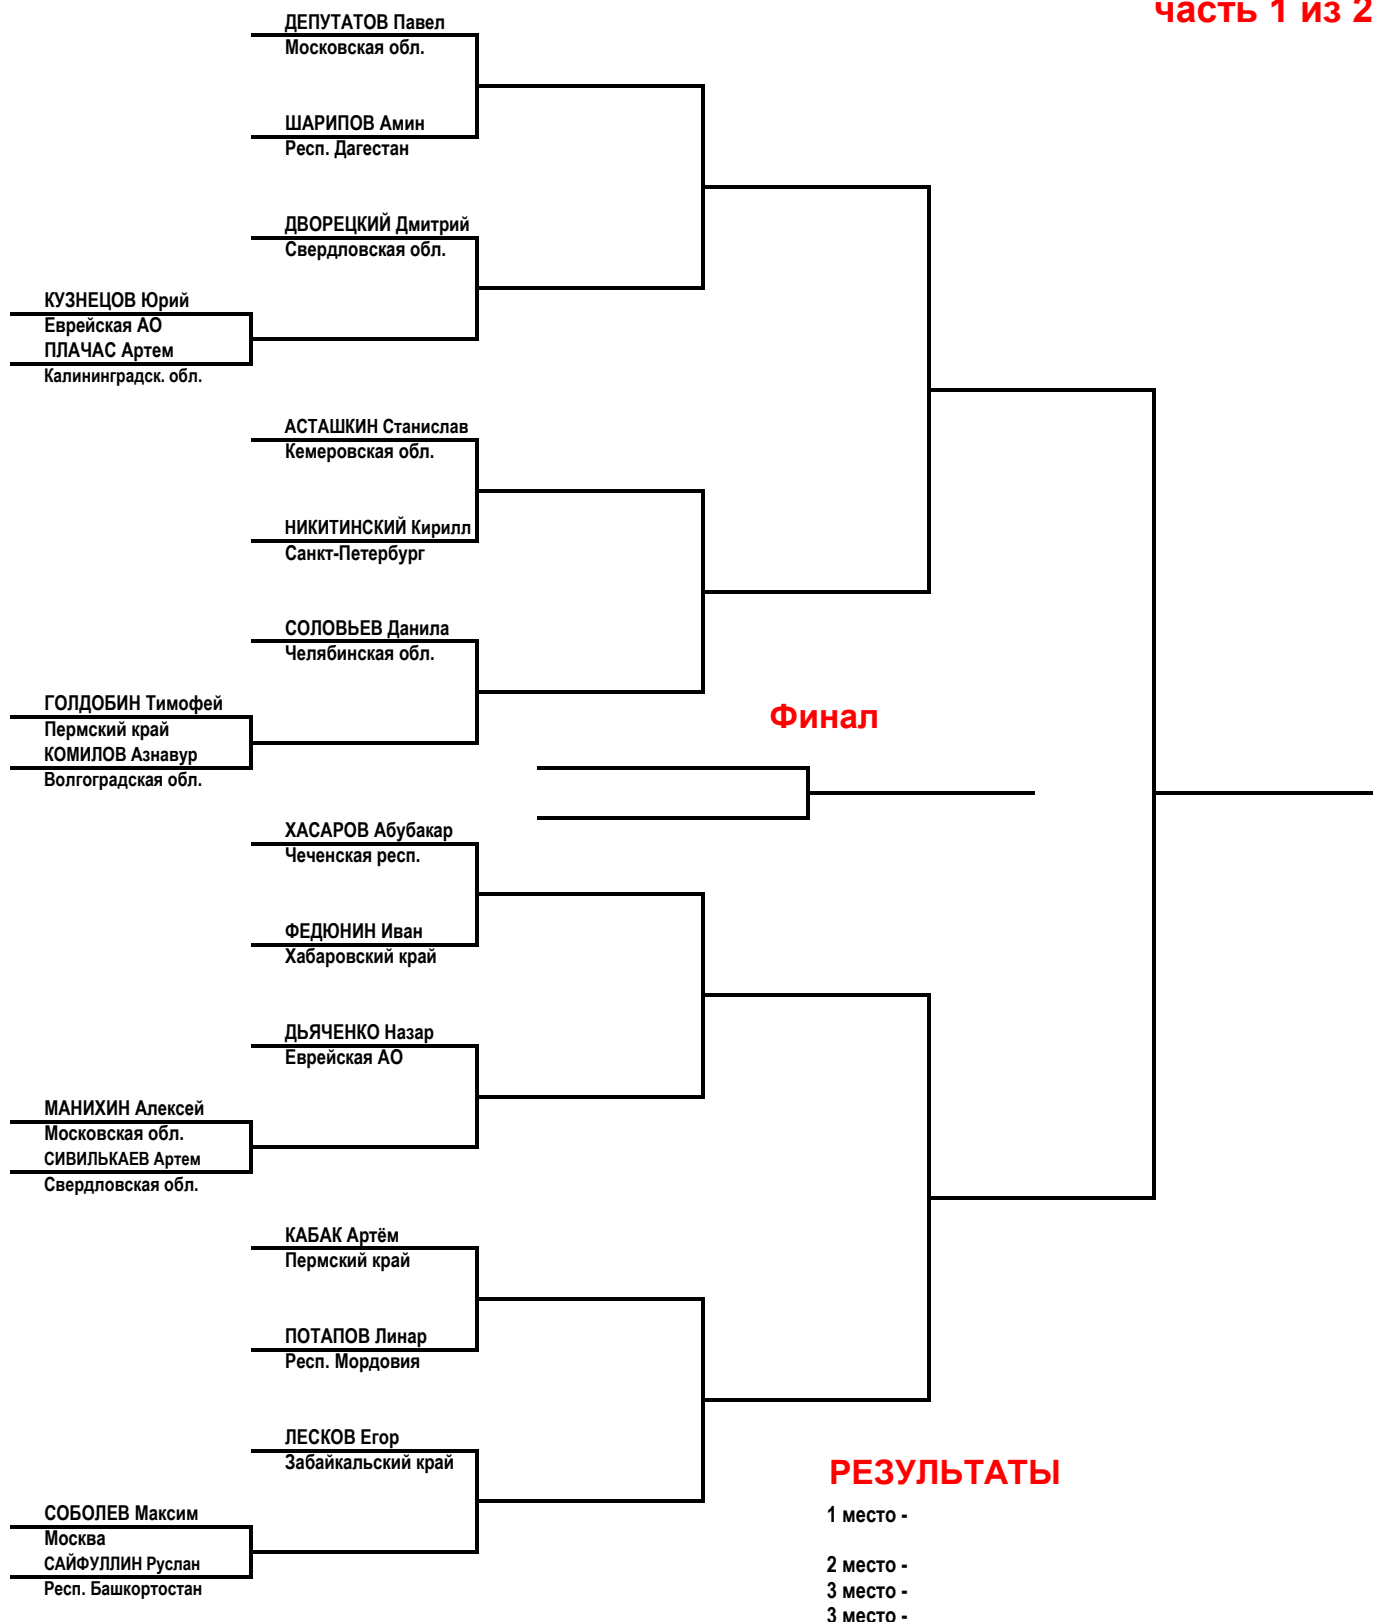 часть 1 из 2
ДЕПУТАТОВ Павел
Московская обл.
ШАРИПОВ Амин
Респ. Дагестан
ДВОРЕЦКИЙ Дмитрий
Свердловская обл.
КУЗНЕЦОВ Юрий
Еврейская АО
ПЛАЧАС Артем
Калининградск. обл.
АСТАШКИН Станислав
Кемеровская обл.
НИКИТИНСКИЙ Кирилл
Санкт-Петербург
СОЛОВЬЕВ Данила
Челябинская обл.
ГОЛДОБИН Тимофей
Пермский край
КОМИЛОВ Азнавур
Волгоградская обл.
Финал
ХАСАРОВ Абубакар
Чеченская респ.
ФЕДЮНИН Иван
Хабаровский край
ДЬЯЧЕНКО Назар
Еврейская АО
МАНИХИН Алексей
Московская обл.
СИВИЛЬКАЕВ Артем
Свердловская обл.
КАБАК Артём
Пермский край
ПОТАПОВ Линар
Респ. Мордовия
ЛЕСКОВ Егор
Забайкальский край
СОБОЛЕВ Максим
Москва
САЙФУЛЛИН Руслан
Респ. Башкортостан
РЕЗУЛЬТАТЫ
1 место -
2 место -
3 место -
3 место -